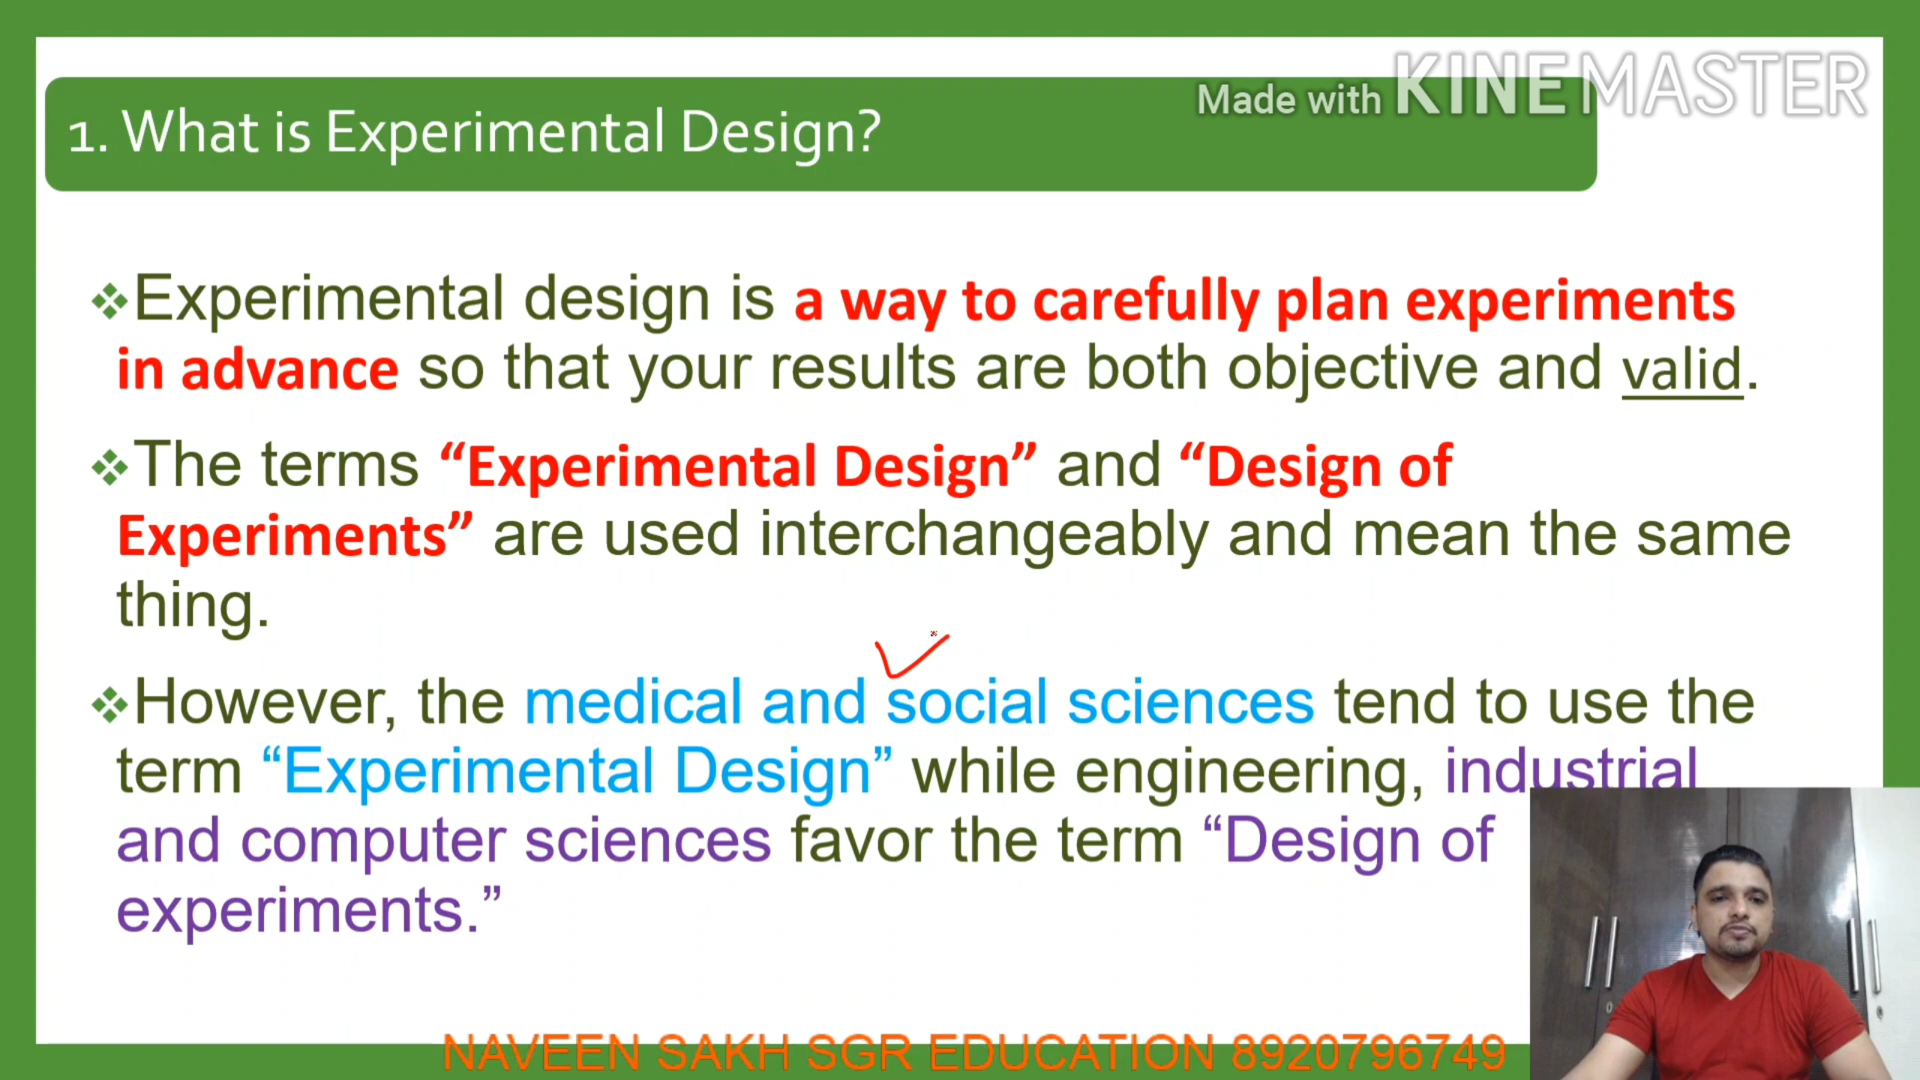 Made with KINEMASTER
1. What is Experimental Design?
❖Experimental design is a way to carefully plan experiments
in advance so that your results are both objective and valid.
❖The terms “Experimental Design” and “Design of
Experiments” are used interchangeably and mean the same
thing.
❖However, the medical and social sciences tend to use the
term “Experimental Design” while engineering, industrial
and computer sciences favor the term “Design of
experiments.”
NAVEEN SAKH SGR EDUCATION 8920796749